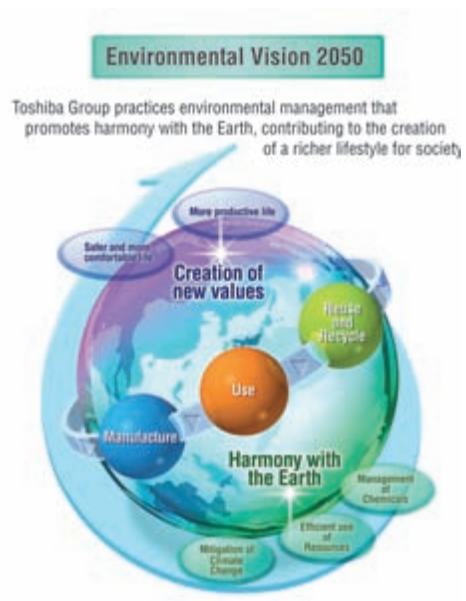 Environmental Vision 2050
Toshiba Group practices environmental management that
promotes harmony with the Earth, contributing to the creation
of a richer lifestyle for society
More productive life
Safer and more
comfortable life
Creation of
new values
Reuse
and
Recycle
Use
Manufacture
Harmony with
the Earth
Management
of
Chemicals
Efficient use
of
Resources
Mitigation of
Climate
Change